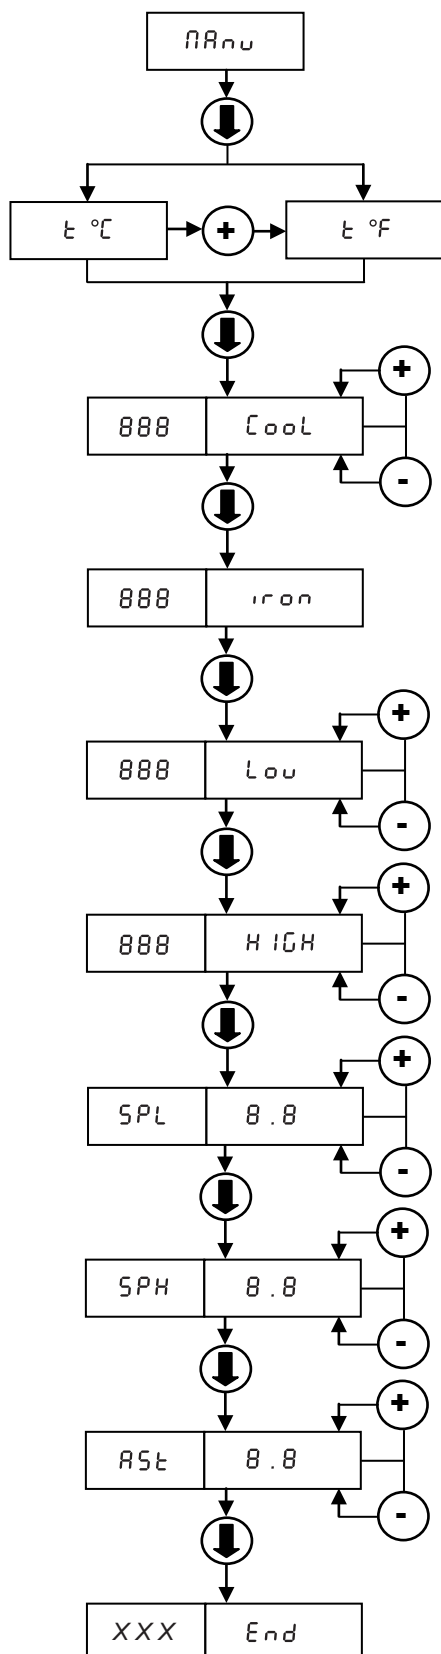 MAnu
t °C + t °F
+
888 CooL
-
888 iron
+
888 Lou
-
+
888 HIGH
-
+
SPL 8.8
-
+
SPH 8.8
-
+
ASt 8.8
-
XXX End